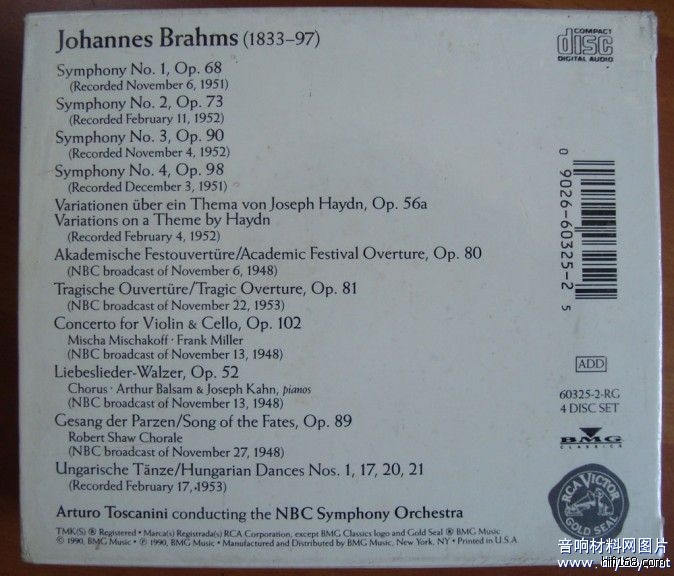 Johannes Brahms (1833–97)
Symphony No. 1, Op. 68
(Recorded November 6, 1951)
Symphony No. 2, Op. 73
(Recorded February 11, 1952)
Symphony No. 3, Op. 90
(Recorded November 4, 1952)
Symphony No. 4, Op. 98
(Recorded December 3, 1951)
Variationen über ein Thema von Joseph Haydn, Op. 56a
Variations on a Theme by Haydn
(Recorded February 4, 1952)
Akademische Festouvertüre/Academic Festival Overture, Op. 80
(NBC broadcast of November 6, 1948)
Tragische Ouvertüre/Tragic Overture, Op. 81
(NBC broadcast of November 22, 1953)
Concerto for Violin & Cello, Op. 102
Mischa Mischakoff · Frank Miller
(NBC broadcast of November 13, 1948)
Liebeslieder-Walzer, Op. 52
Chorus · Arthur Balsam & Joseph Kahn, pianos
(NBC broadcast of November 13, 1948)
Gesang der Parzen/Song of the Fates, Op. 89
Robert Shaw Chorale
(NBC broadcast of November 27, 1948)
Ungarische Tänze/Hungarian Dances Nos. 1, 17, 20, 21
(Recorded February 17, 1953)
Arturo Toscanini conducting the NBC Symphony Orchestra
TMK(S) ® Registered • Marca(s) Registrada(s) RCA Corporation, except BMG Classics logo and Gold Seal ® BMG Music
© 1990, BMG Music • ℗ 1990, BMG Music • Manufactured and Distributed by BMG Music, New York, NY • Printed in U.S.A.
COMPACT
disc
DIGITAL AUDIO
0 9026-60325-2 5
ADD
60325-2-RG
4 DISC SET
BMG
CLASSICS
RCA VICTOR
GOLD SEAL
音响材料网图片